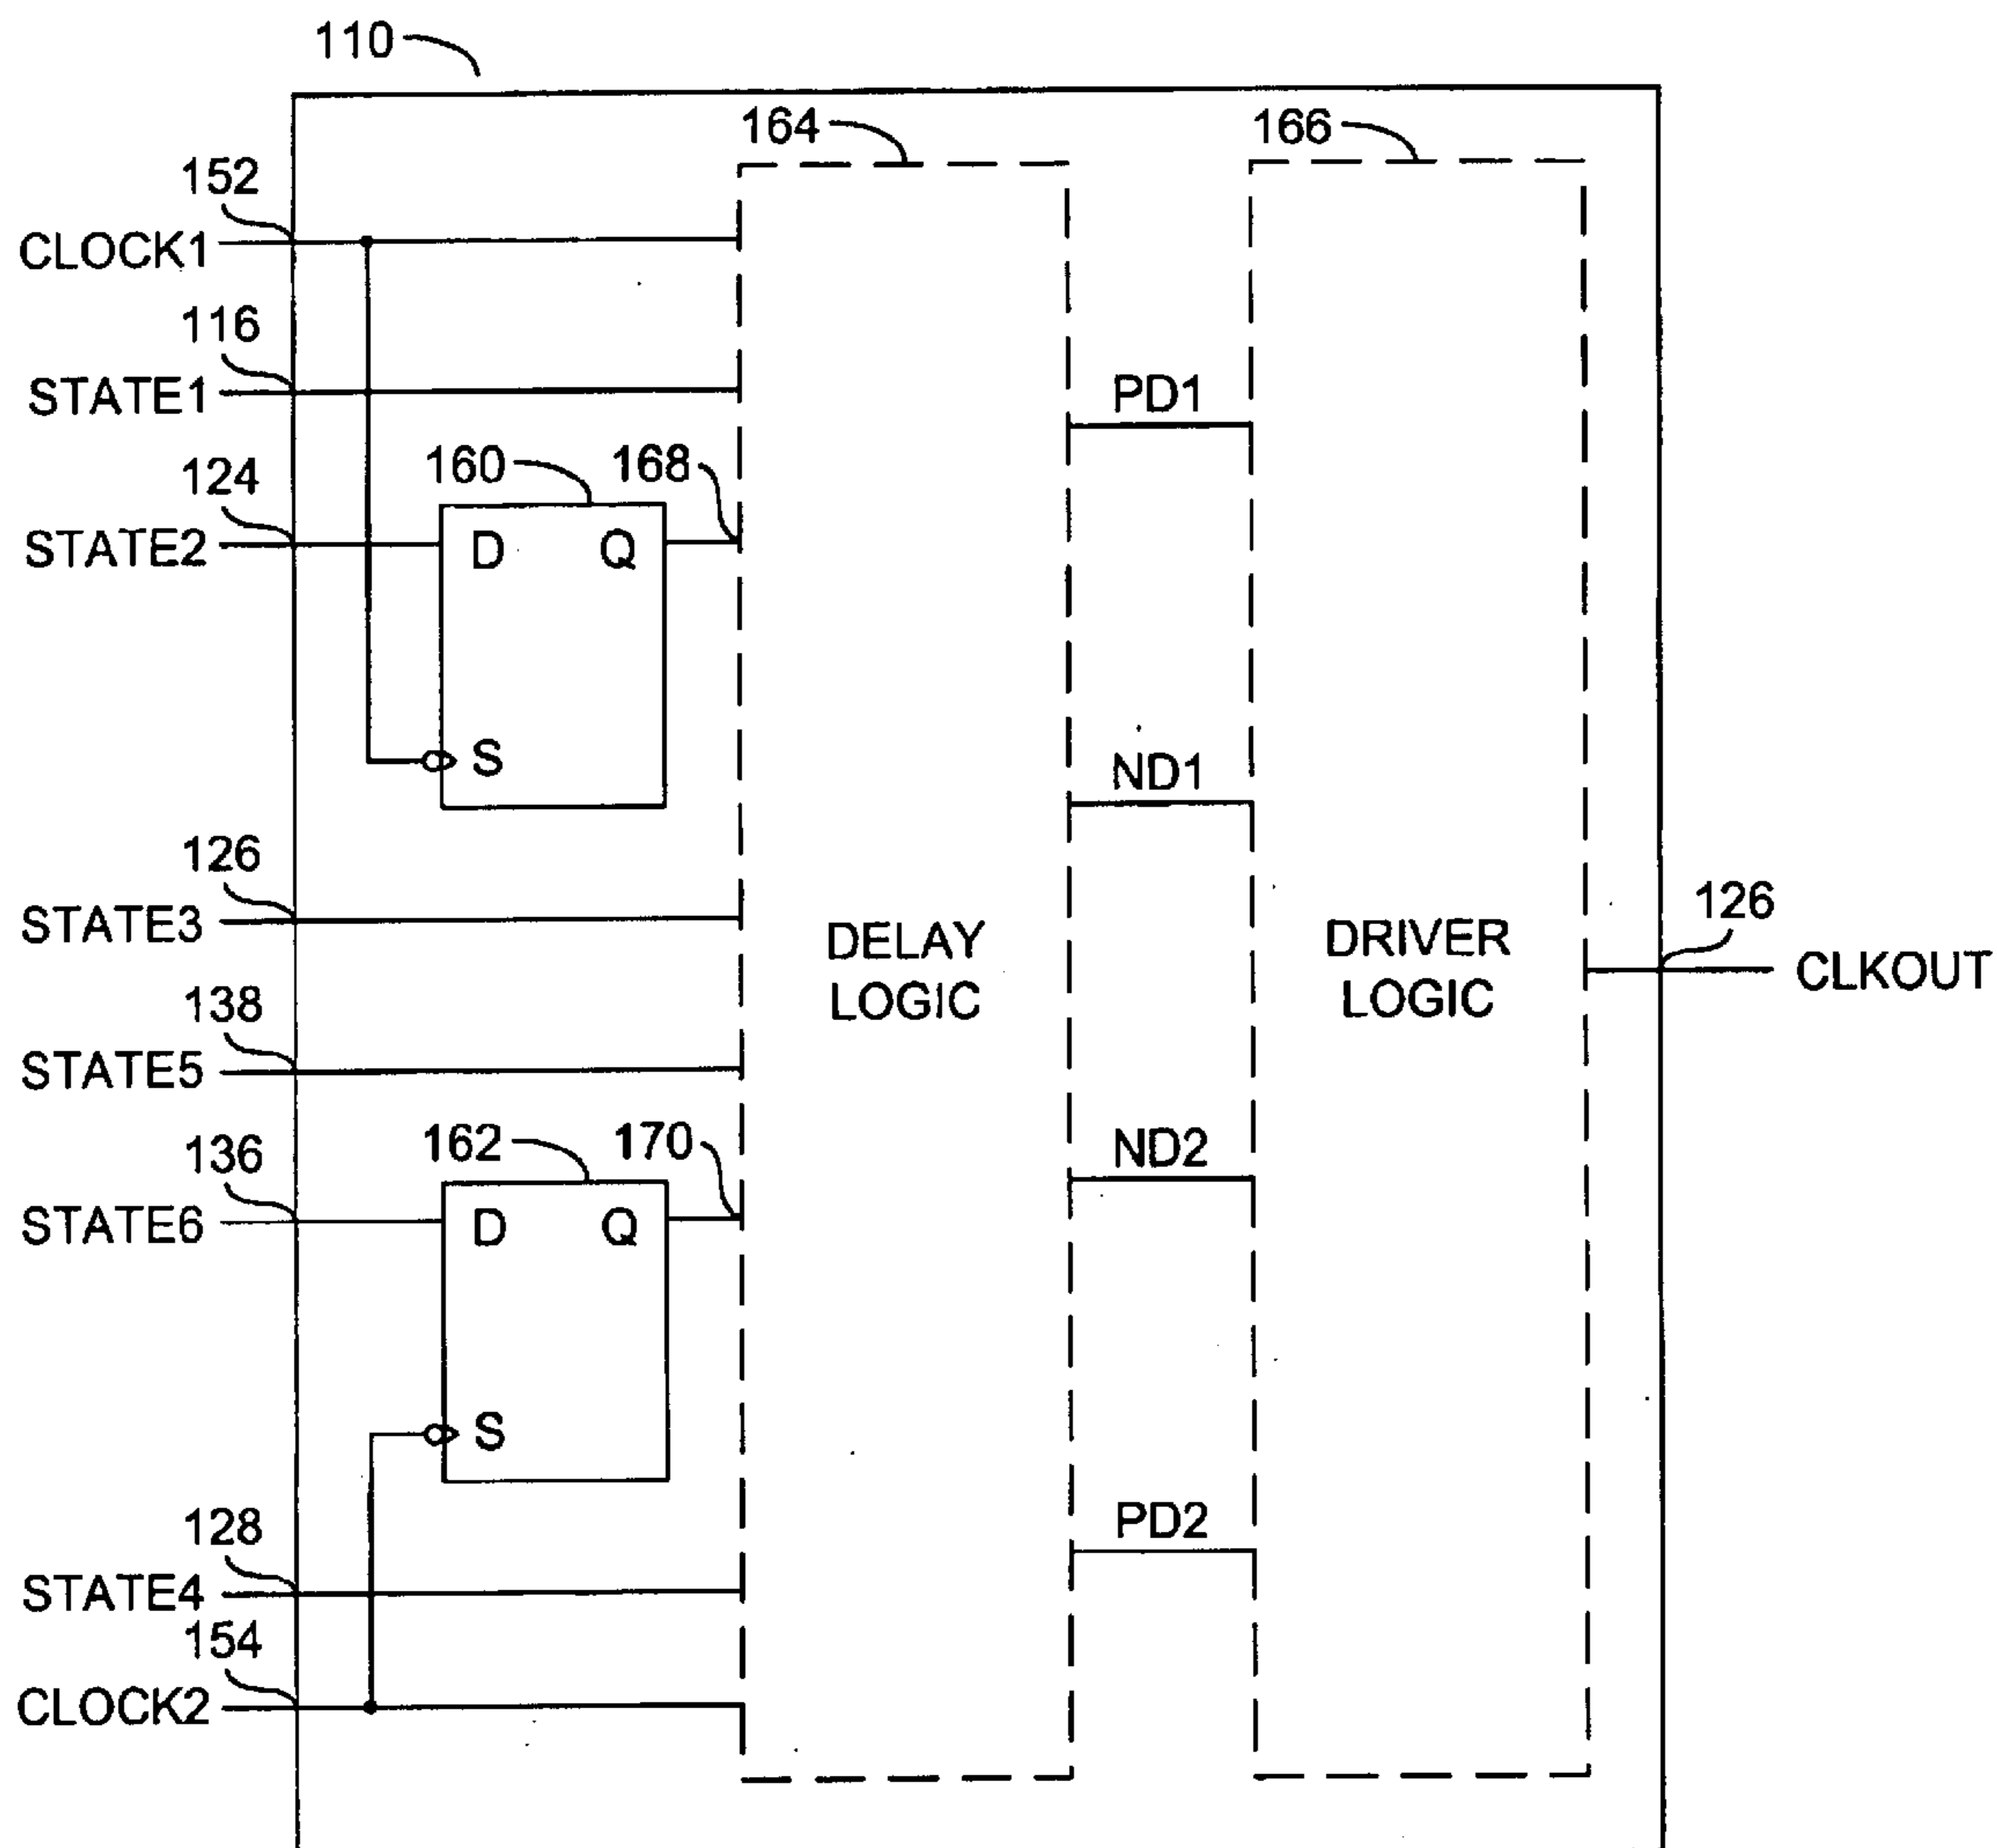 110
164
166
152
CLOCK1
116
STATE1
PD1
124
160
168
STATE2
D Q
S
ND1
126
STATE3
126
DELAY
LOGIC
DRIVER
LOGIC
CLKOUT
138
STATE5
136
162
170
ND2
STATE6
D Q
S
128
PD2
STATE4
154
CLOCK2